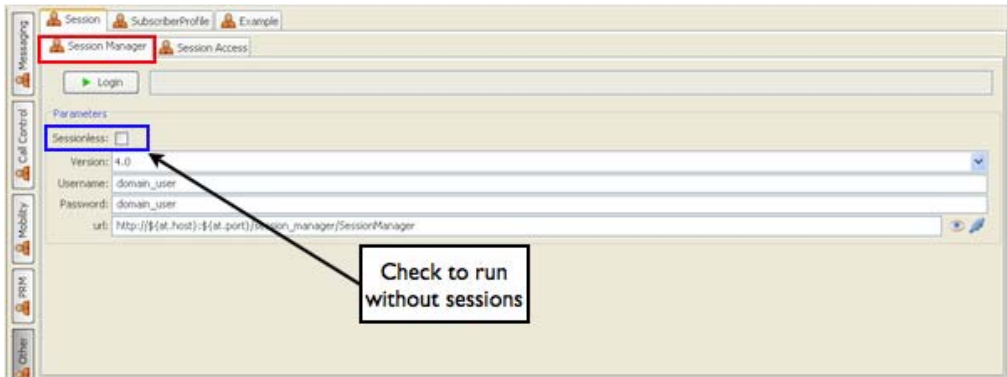 Messaging
Call Control
Mobility
PRM
Other
Session SubscriberProfile Example
Session Manager Session Access
Login
Parameters
Sessionless:
Version: 4.0
Username: domain_user
Password: domain_user
url: http://${at.host}:${at.port}/session_manager/SessionManager
Check to run
without sessions